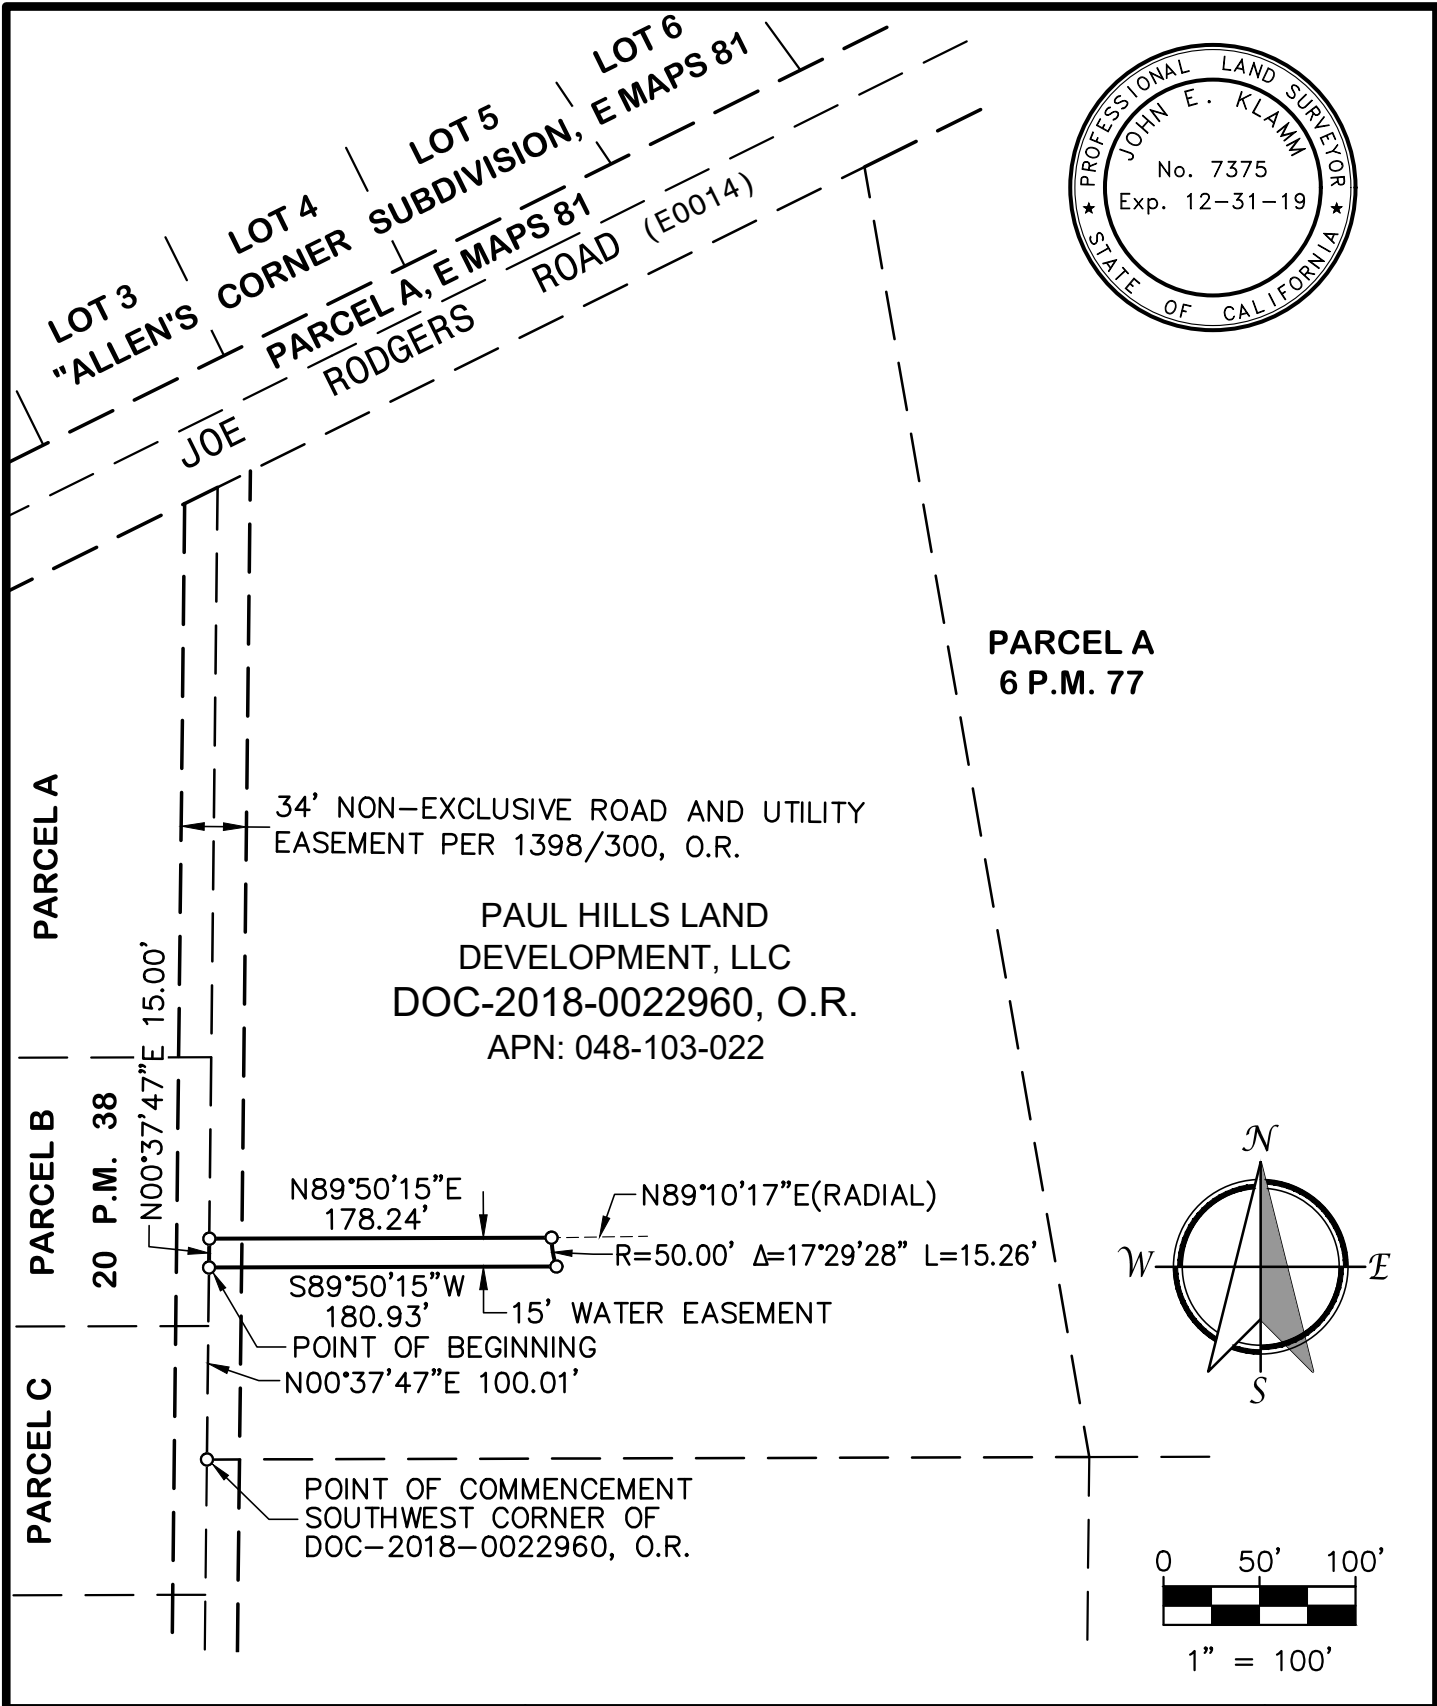 LOT 3
LOT 4
LOT 5
LOT 6
"ALLEN'S CORNER SUBDIVISION, E MAPS 81
PARCEL A, E MAPS 81
JOE RODGERS ROAD (E0014)
PROFESSIONAL LAND SURVEYOR
JOHN E. KLAMM
No. 7375
Exp. 12-31-19
★ STATE OF CALIFORNIA ★
PARCEL A
6 P.M. 77
34' NON-EXCLUSIVE ROAD AND UTILITY
EASEMENT PER 1398/300, O.R.
PARCEL A
PAUL HILLS LAND
DEVELOPMENT, LLC
DOC-2018-0022960, O.R.
APN: 048-103-022
N00°37'47"E 15.00'
PARCEL B
20 P.M. 38
N89°50'15"E
178.24'
N89°10'17"E(RADIAL)
R=50.00' Δ=17°29'28" L=15.26'
S89°50'15"W
180.93'
15' WATER EASEMENT
POINT OF BEGINNING
N00°37'47"E 100.01'
PARCEL C
POINT OF COMMENCEMENT
SOUTHWEST CORNER OF
DOC-2018-0022960, O.R.
N
W
E
S
0 50' 100'
1" = 100'